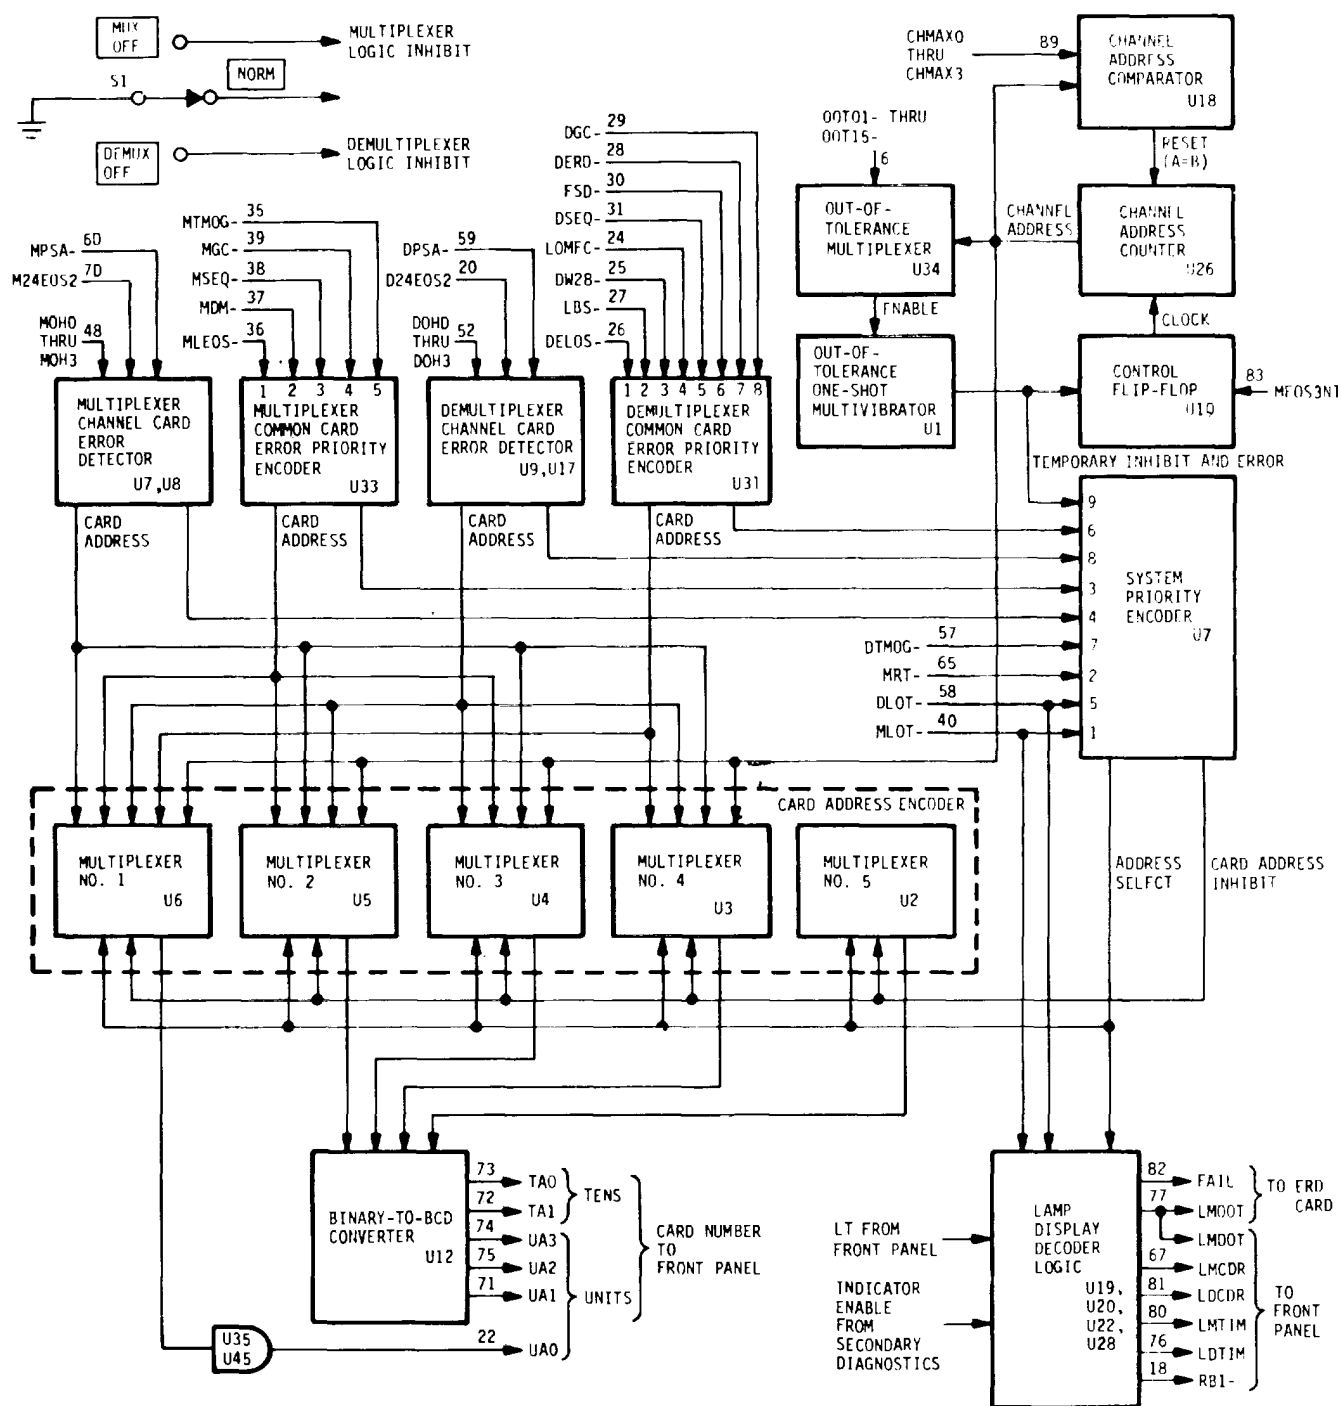 MUX
OFF
MULTIPLEXER
LOGIC INHIBIT
S1
NORM
DEMUX
OFF
DEMULTIPLEXER
LOGIC INHIBIT
CHMAX0
THRU
CHMAX3
89
CHANNEL
ADDRESS
COMPARATOR
U18
RESET
(A=B)
OOT01- THRU
OOT15-
6
OUT-OF-
TOLERANCE
MULTIPLEXER
U34
CHANNEL
ADDRESS
CHANNEL
ADDRESS
COUNTER
U26
ENABLE
CLOCK
OUT-OF-
TOLERANCE
ONE-SHOT
MULTIVIBRATOR
U1
CONTROL
FLIP-FLOP
U10
83
TEMPORARY INHIBIT AND ERROR
MPSA- 60
M24EOS2 70
MOHO
THRU
MOH3
48
MTMOG- 35
MGC- 39
MSEQ- 38
MDM- 37
MLEOS- 36
DPSA- 59
D24EOS2 20
DOHD
THRU
DOH3
52
DGC- 29
DERD- 28
FSD- 30
DSEQ- 31
LOMFC- 24
DW28- 25
LBS- 27
DELOS- 26
MULTIPLEXER
CHANNEL CARD
ERROR
DETECTOR
U7,U8
1 2 3 4 5
MULTIPLEXER
COMMON CARD
ERROR PRIORITY
ENCODER
U33
DEMULTIPLEXER
CHANNEL CARD
ERROR DETECTOR
U9,U17
1 2 3 4 5 6 7 8
DEMULTIPLEXER
COMMON CARD
ERROR PRIORITY
ENCODER
U31
CARD
ADDRESS
CARD
ADDRESS
CARD
ADDRESS
CARD
ADDRESS
9
6
8
3
4
7
2
5
1
SYSTEM
PRIORITY
ENCODER
U7
DTMOG- 57
MRT- 65
DLOT- 58
MLOT- 40
CARD ADDRESS ENCODER
MULTIPLEXER
NO. 1
U6
MULTIPLEXER
NO. 2
U5
MULTIPLEXER
NO. 3
U4
MULTIPLEXER
NO. 4
U3
MULTIPLEXER
NO. 5
U2
ADDRESS
SELECT
CARD ADDRESS
INHIBIT
BINARY-TO-BCD
CONVERTER
U12
73 TA0
72 TA1
TENS
74 UA3
75 UA2
71 UA1
22 UA0
UNITS
CARD NUMBER
TO
FRONT PANEL
U35
U45
LT FROM
FRONT PANEL
INDICATOR
ENABLE
FROM
SECONDARY
DIAGNOSTICS
LAMP
DISPLAY
DECODER
LOGIC
U19,
U20,
U22,
U28
82 FAIL
77 LMOOT
TO ERD
CARD
LMDOT
67 LMCDR
81 LDCDR
80 LMTIM
76 LDTIM
18 RB1-
TO
FRONT
PANEL